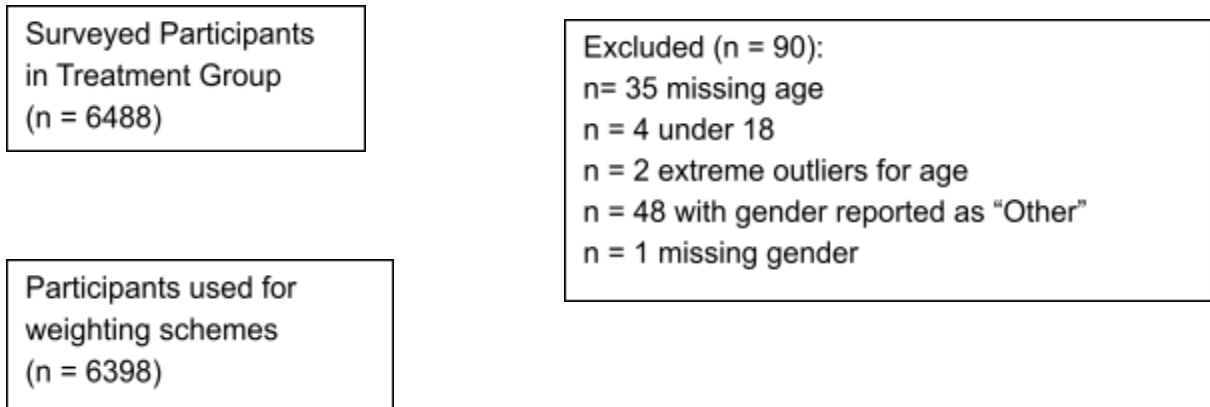 Surveyed Participants
in Treatment Group
(n = 6488)
Excluded (n = 90):
n= 35 missing age
n = 4 under 18
n = 2 extreme outliers for age
n = 48 with gender reported as “Other”
n = 1 missing gender
Participants used for
weighting schemes
(n = 6398)